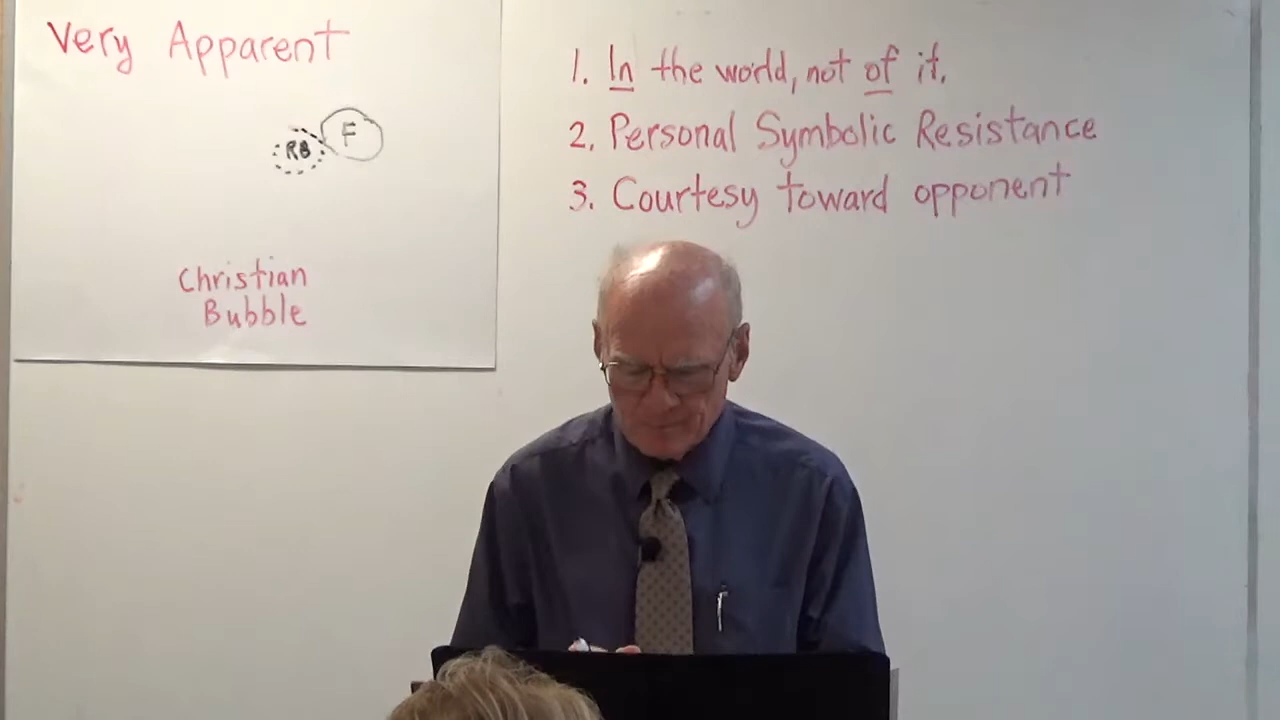 Very Apparent
RB F
Christian
Bubble
1. In the world, not of it.
2. Personal Symbolic Resistance
3. Courtesy toward opponent